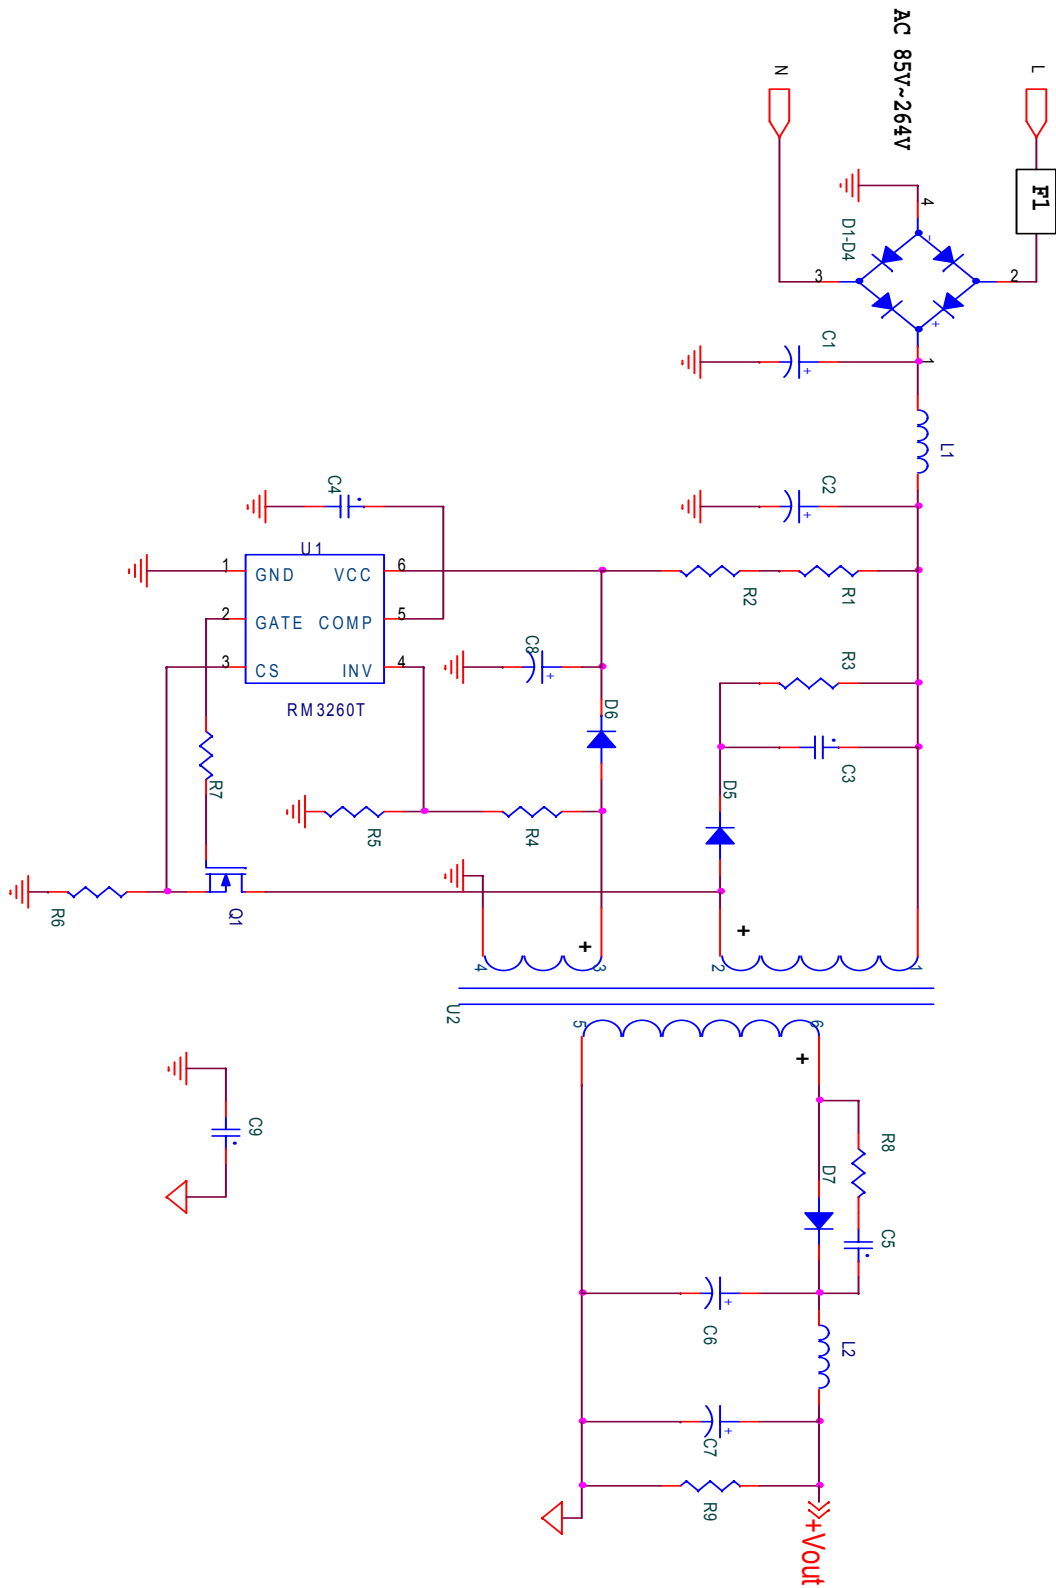 AC 85V~264V
L
N
F1
D1-D4
4
-
3
2
+
1
C1
+
L1
C2
+
C4
U1
1
GND
VCC
6
2
GATE
COMP
5
3
CS
INV
4
RM3260T
R2
R1
C8
+
R3
D6
C3
D5
R7
R5
R4
R6
Q1
+
+
4
3
2
1
U2
5
6
+
C9
R8
D7
C5
C6
+
L2
C7
+
R9
+Vout